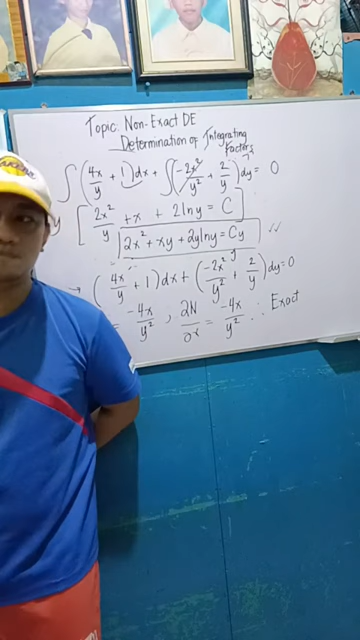 Topic: Non-Exact DE
Determination of Integrating Factors
∫(4x/y + 1)dx + ∫(-2x²/y² + 2/y)dy = 0
y [2x²/y + x + 2lny = C]
2x² + xy + 2ylny = Cy
→ (4x/y + 1)dx + (-2x²/y² + 2/y)dy = 0
= -4x/y² ; ∂N/∂x = -4x/y² ∴ Exact